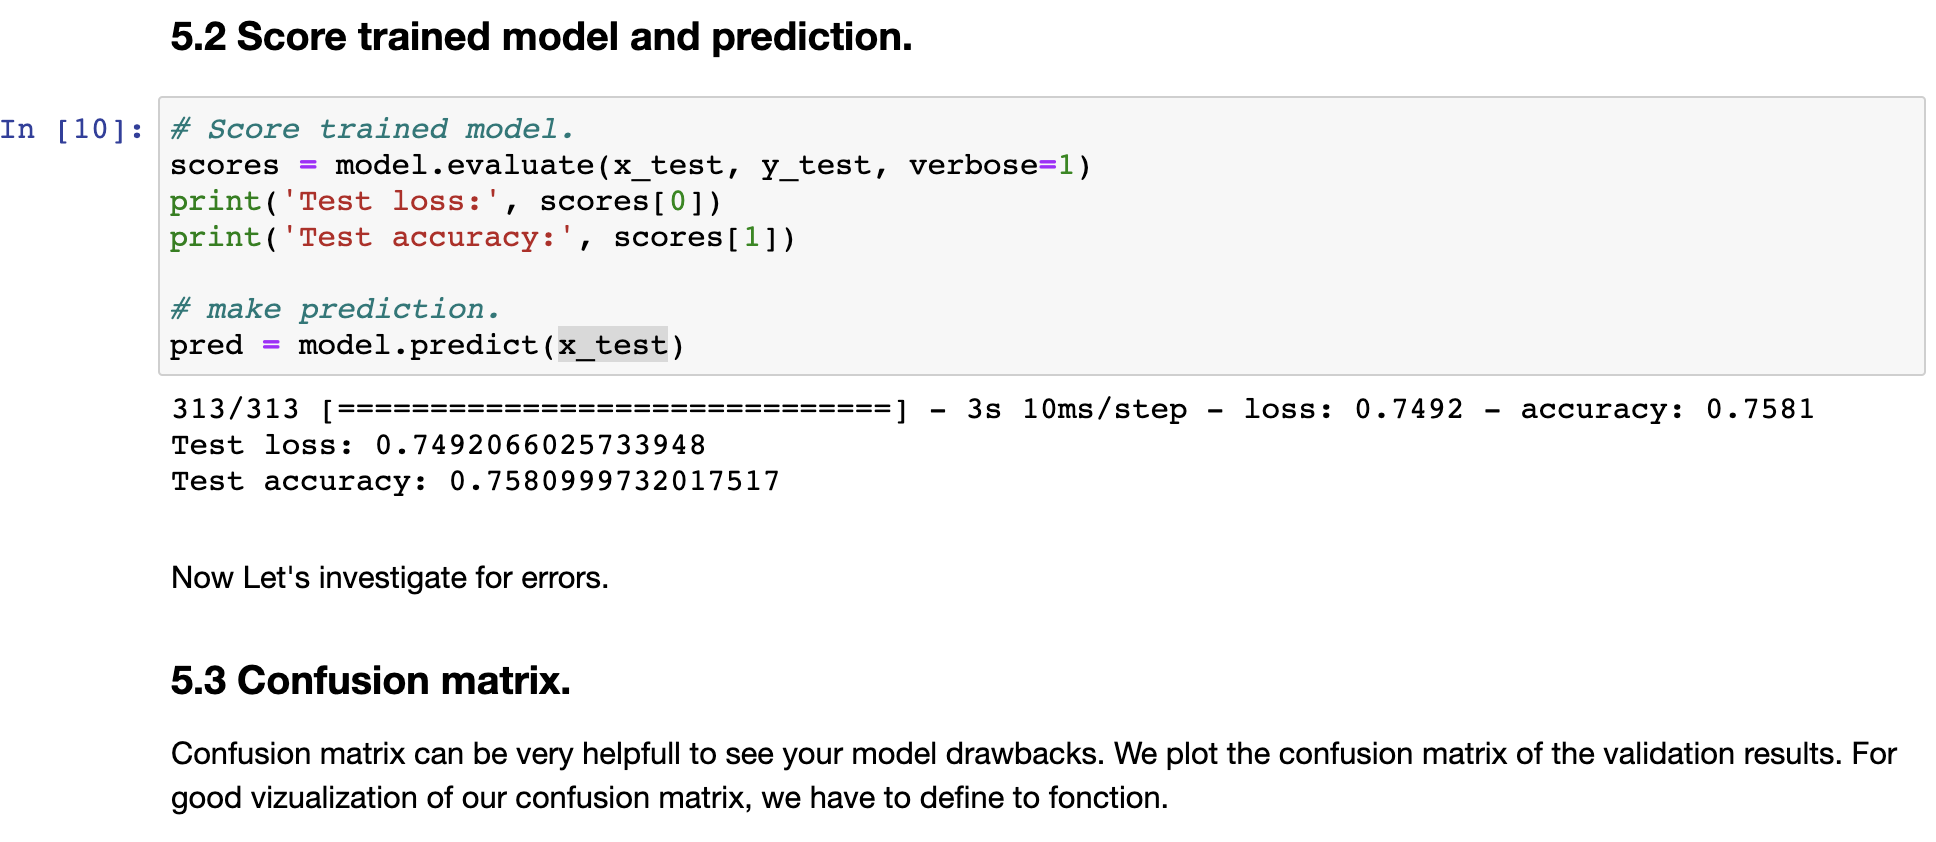 5.2 Score trained model and prediction.
In [10]:
# Score trained model.
scores = model.evaluate(x_test, y_test, verbose=1)
print('Test loss:', scores[0])
print('Test accuracy:', scores[1])
# make prediction.
pred = model.predict(x_test)
313/313 [==============================] - 3s 10ms/step - loss: 0.7492 - accuracy: 0.7581
Test loss: 0.7492066025733948
Test accuracy: 0.7580999732017517
Now Let's investigate for errors.
5.3 Confusion matrix.
Confusion matrix can be very helpfull to see your model drawbacks. We plot the confusion matrix of the validation results. For
good vizualization of our confusion matrix, we have to define to fonction.